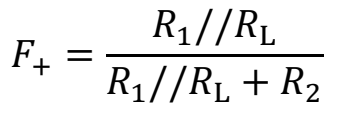 F₊ = R₁//R_L / (R₁//R_L + R₂)